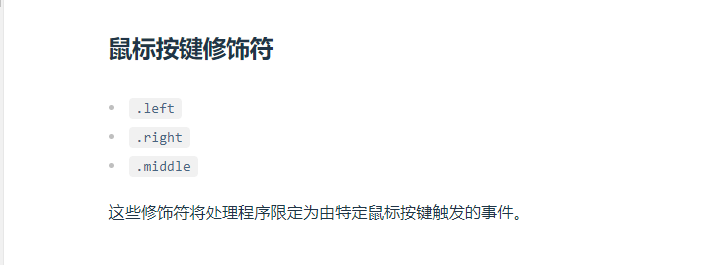 鼠标按键修饰符
.left
.right
.middle
这些修饰符将处理程序限定为由特定鼠标按键触发的事件。